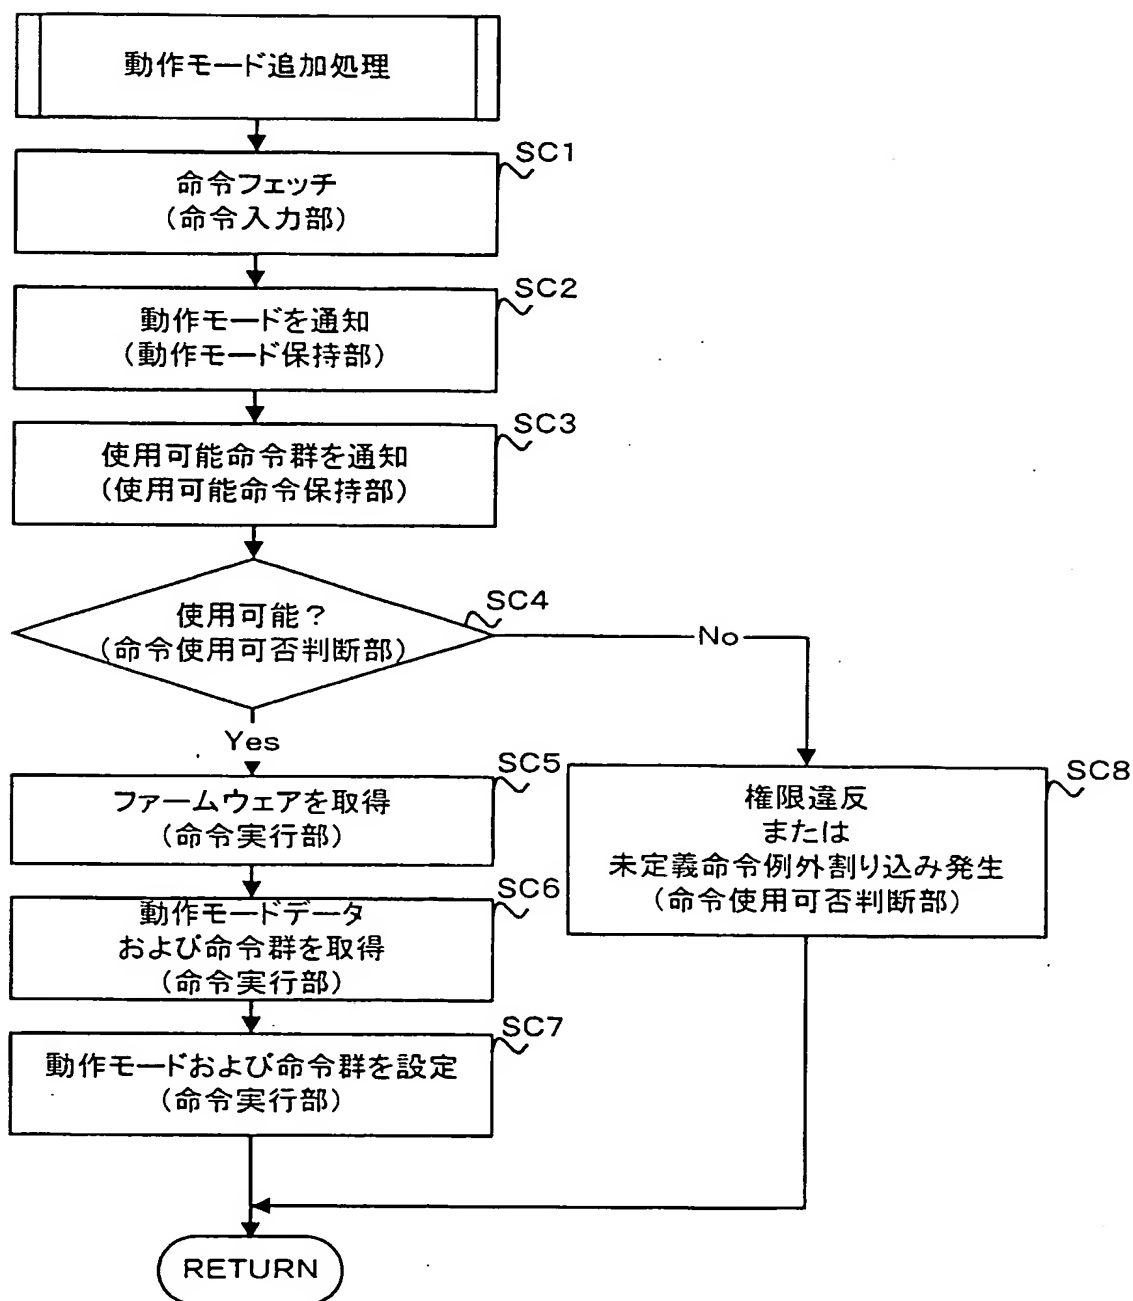 動作モード追加処理
SC1
命令フェッチ
(命令入力部)
SC2
動作モードを通知
(動作モード保持部)
SC3
使用可能命令群を通知
(使用可能命令保持部)
SC4
使用可能?
(命令使用可否判断部)
No
Yes
SC5
ファームウェアを取得
(命令実行部)
SC8
権限違反
または
未定義命令例外割り込み発生
(命令使用可否判断部)
SC6
動作モードデータ
および命令群を取得
(命令実行部)
SC7
動作モードおよび命令群を設定
(命令実行部)
RETURN